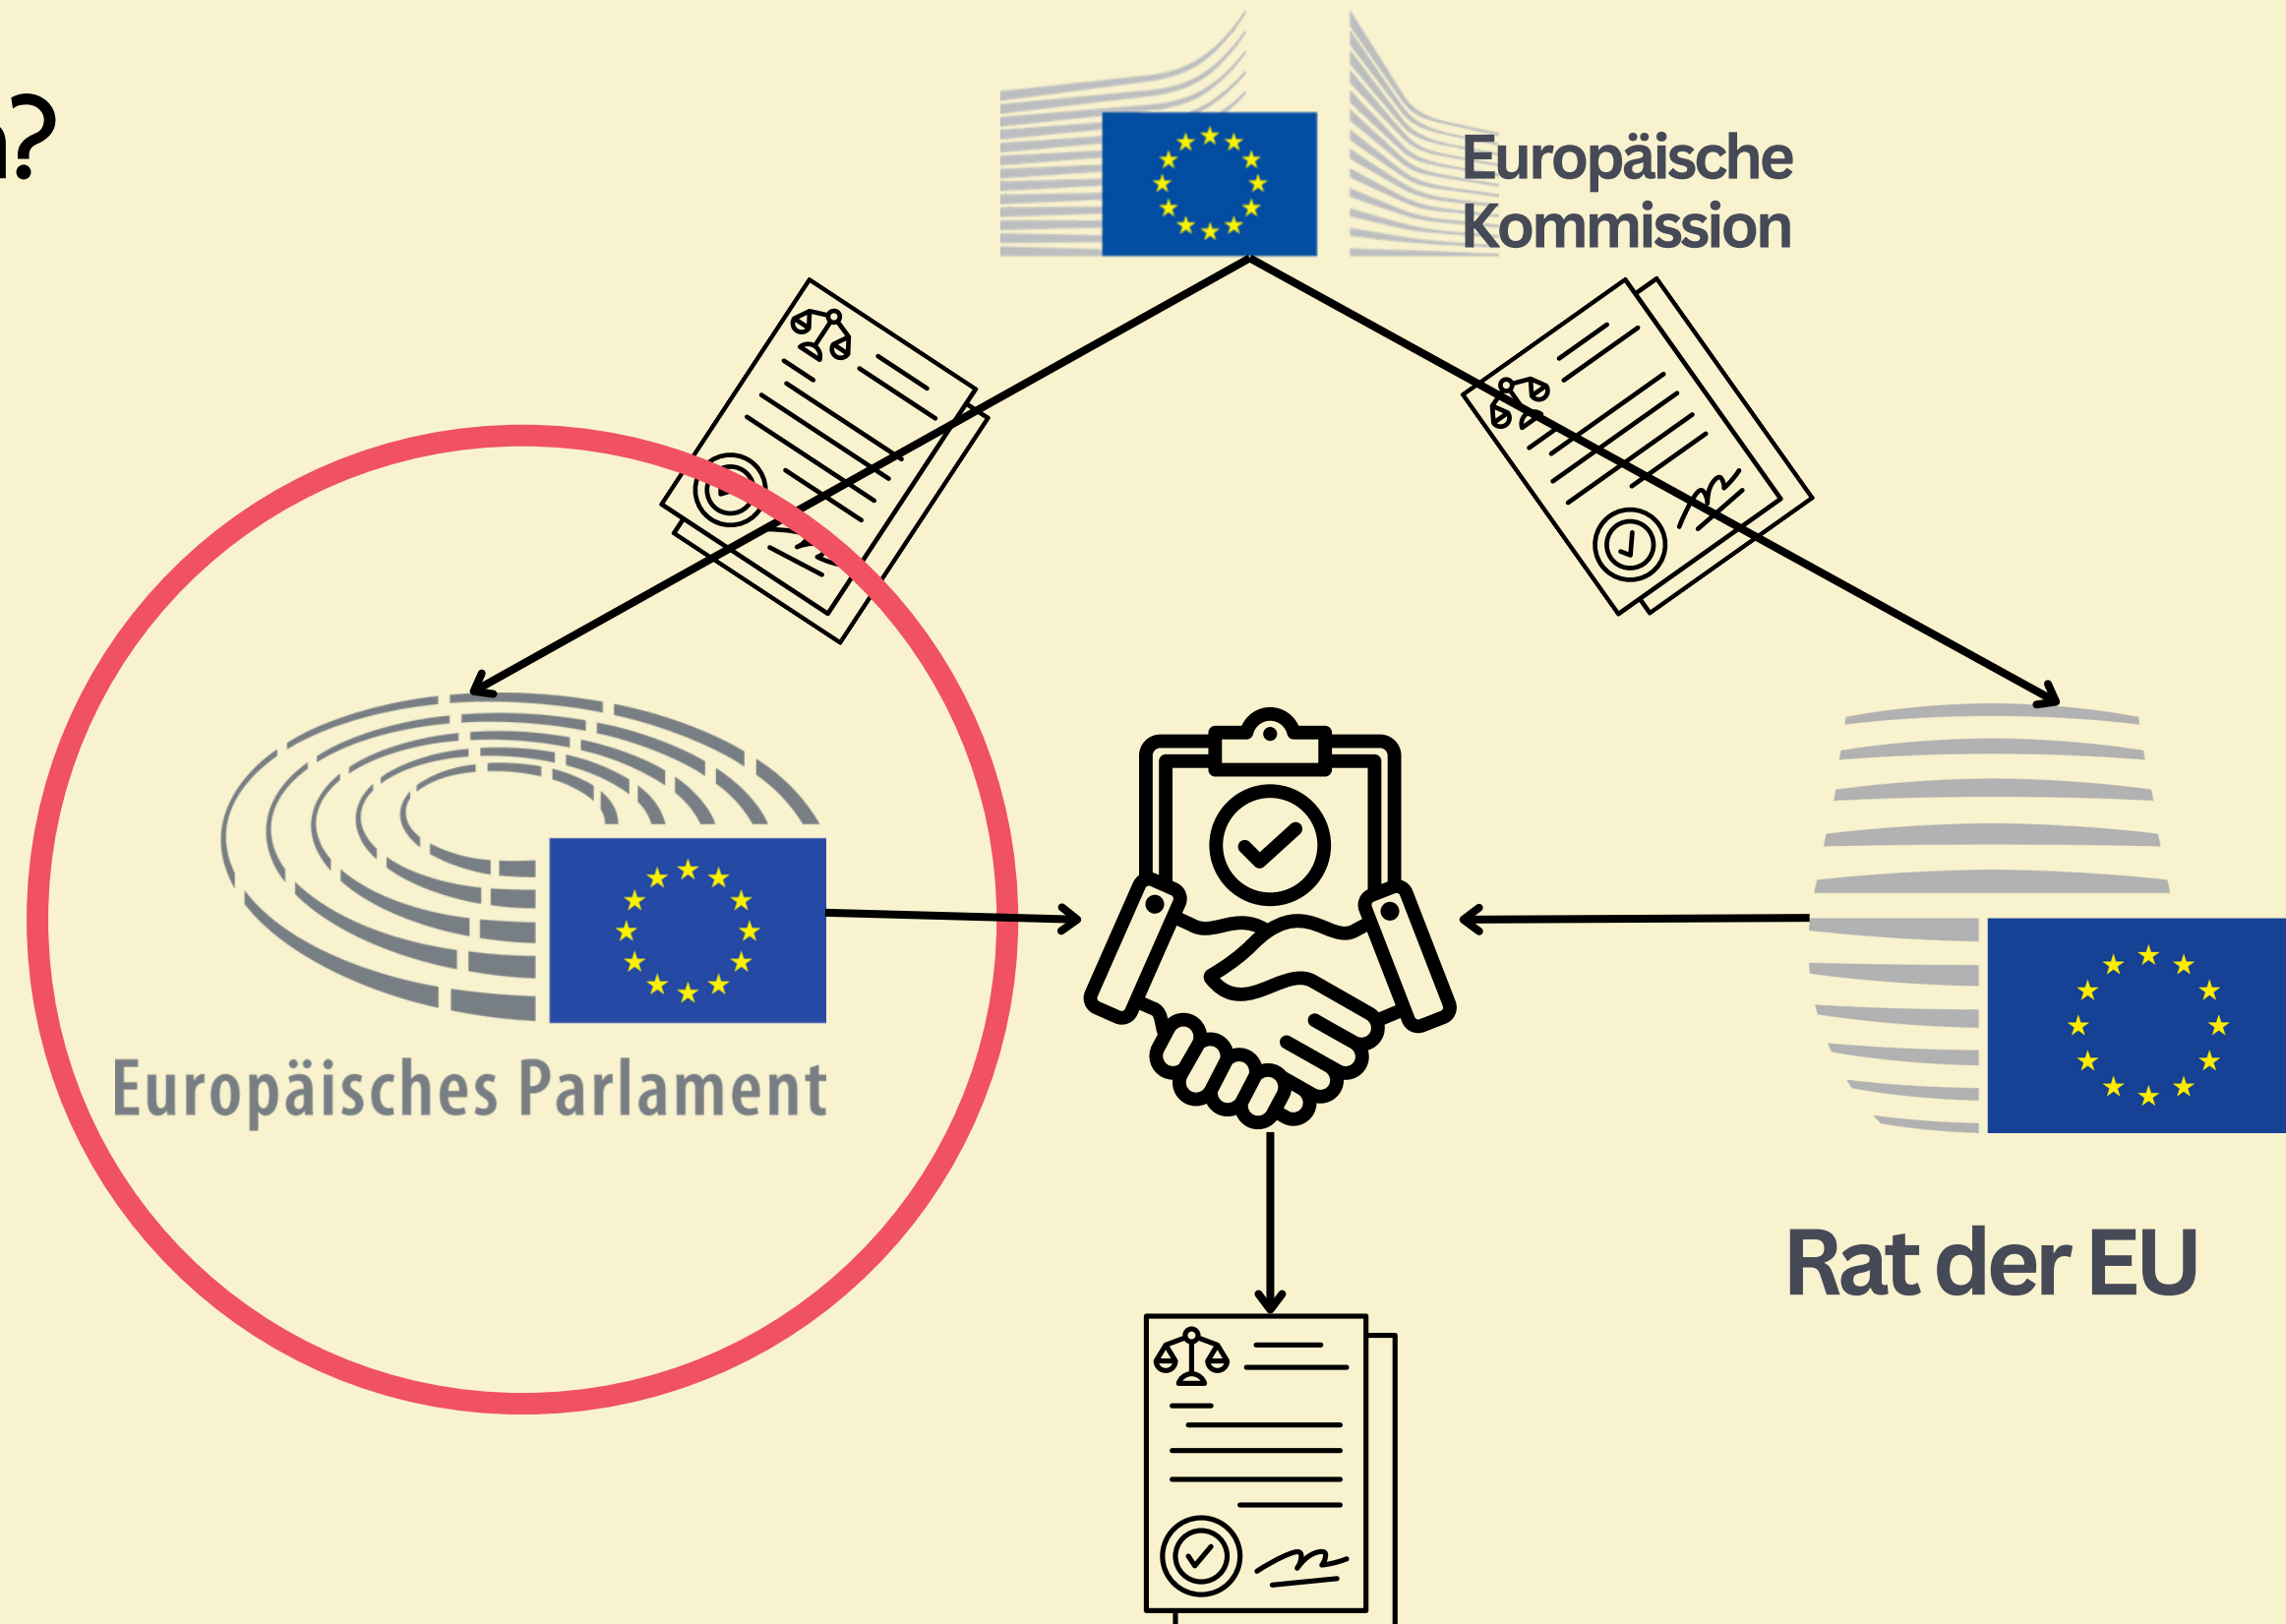 ?
Europäische
Kommission
Europäisches Parlament
Rat der EU